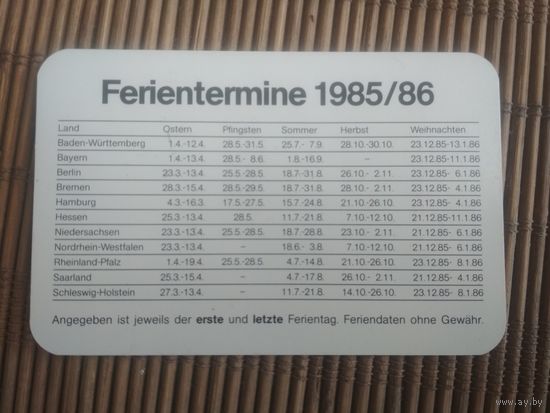 Ferientermine 1985/86
Land Ostern Pfingsten Sommer Herbst Weihnachten
Baden-Württemberg 1.4.-12.4. 28.5.-31.5. 25.7.- 7.9. 28.10.-30.10. 23.12.85-13.1.86
Bayern 1.4.-13.4. 28.5.- 8.6. 1.8.-16.9. – 23.12.85-11.1.86
Berlin 23.3.-13.4. 25.5.-28.5. 18.7.-31.8. 26.10.- 2.11. 23.12.85- 6.1.86
Bremen 28.3.-15.4. 28.5.-29.5. 18.7.-31.8. 28.10.- 2.11. 23.12.85- 4.1.86
Hamburg 4.3.-16.3. 17.5.-27.5. 15.7.-24.8. 21.10.-26.10. 23.12.85- 4.1.86
Hessen 25.3.-13.4. 28.5. 11.7.-21.8. 7.10.-12.10. 21.12.85-11.1.86
Niedersachsen 23.3.-13.4. 25.5.-28.5. 18.7.-28.8. 23.10.- 2.11. 21.12.85- 6.1.86
Nordrhein-Westfalen 23.3.-13.4. – 18.6.- 3.8. 7.10.-12.10. 21.12.85- 6.1.86
Rheinland-Pfalz 1.4.-19.4. 25.5.-28.5. 4.7.-14.8. 21.10.-26.10. 23.12.85- 8.1.86
Saarland 25.3.-15.4. – 4.7.-17.8. 26.10.- 2.11. 21.12.85- 4.1.86
Schleswig-Holstein 27.3.-13.4. – 11.7.-21.8. 14.10.-26.10. 23.12.85- 8.1.86
Angegeben ist jeweils der erste und letzte Ferientag. Feriendaten ohne Gewähr.
www.ay.by